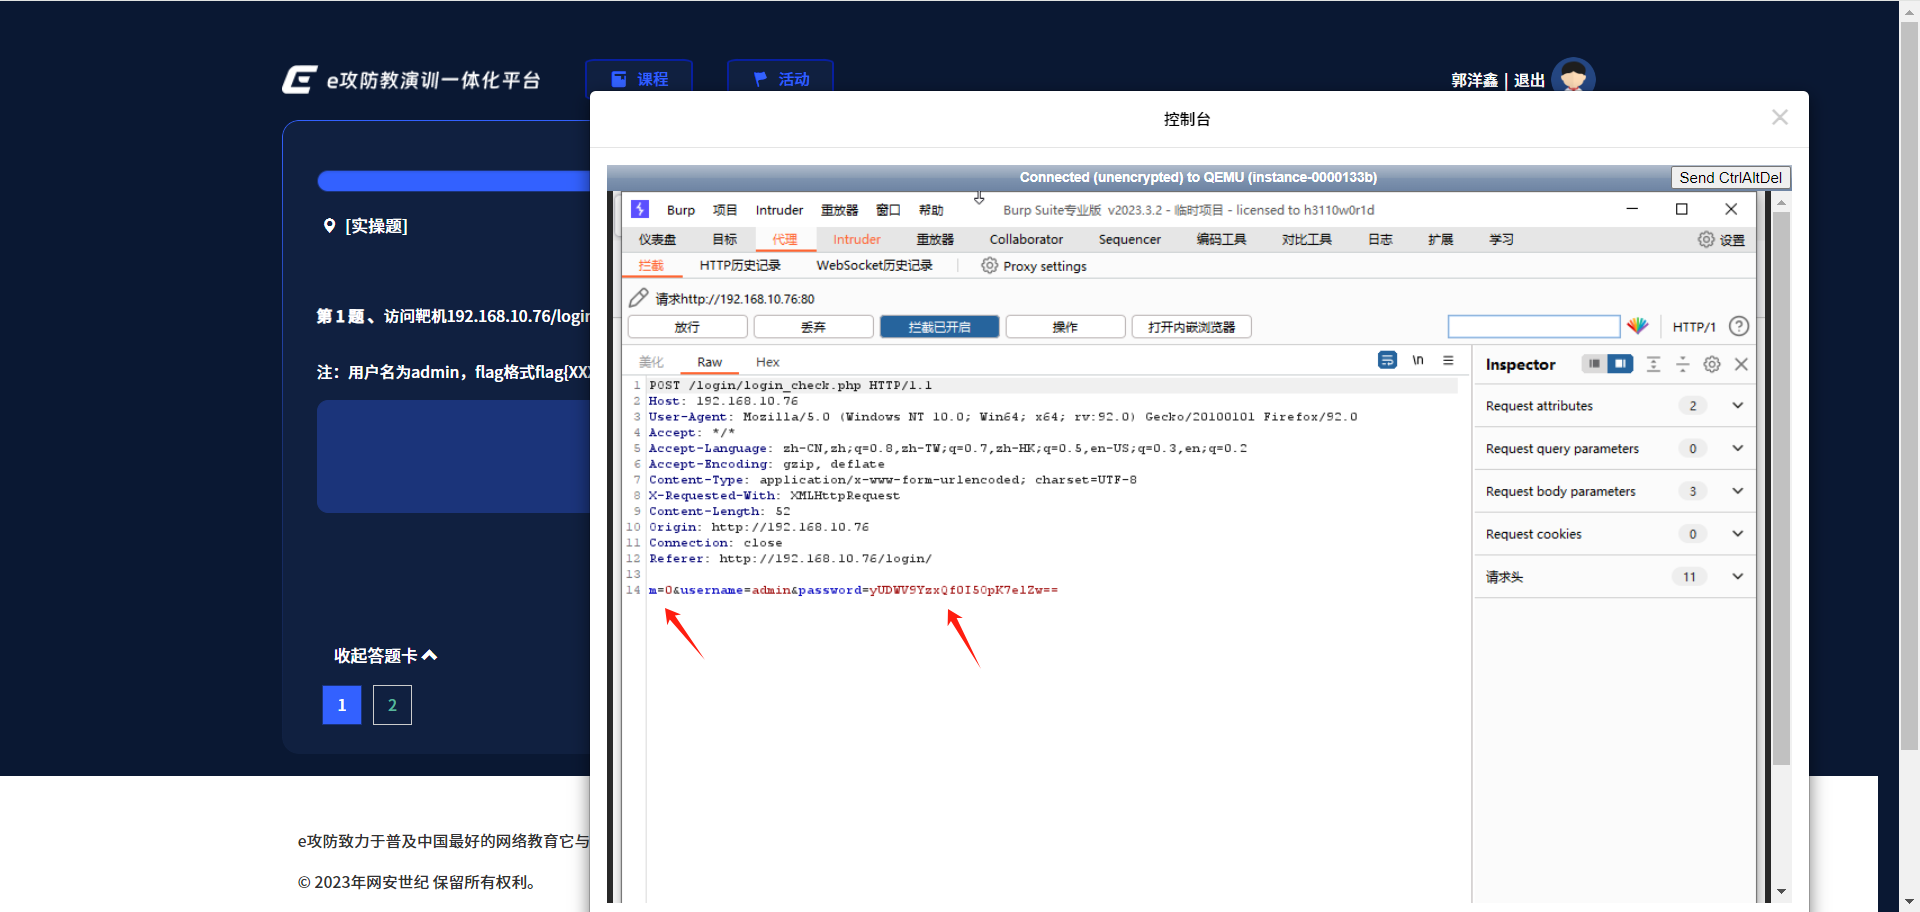 e攻防教演训一体化平台
课程
活动
郭洋鑫 | 退出
控制台
[实操题]
第 1 题 、访问靶机192.168.10.76/login
注：用户名为admin，flag格式flag{XXX
收起答题卡
1
2
e攻防致力于普及中国最好的网络教育它与
© 2023年网安世纪 保留所有权利。
Connected (unencrypted) to QEMU (instance-0000133b)
Send CtrlAltDel
Burp 项目 Intruder 重放器 窗口 帮助
Burp Suite专业版 v2023.3.2 - 临时项目 - licensed to h3110w0r1d
仪表盘 目标 代理 Intruder 重放器 Collaborator Sequencer 编码工具 对比工具 日志 扩展 学习 设置
拦截 HTTP历史记录 WebSocket历史记录 Proxy settings
请求http://192.168.10.76:80
放行 丢弃 拦截已开启 操作 打开内嵌浏览器 HTTP/1
美化 Raw Hex \n
1 POST /login/login_check.php HTTP/1.1
2 Host: 192.168.10.76
3 User-Agent: Mozilla/5.0 (Windows NT 10.0; Win64; x64; rv:92.0) Gecko/20100101 Firefox/92.0
4 Accept: */*
5 Accept-Language: zh-CN,zh;q=0.8,zh-TW;q=0.7,zh-HK;q=0.5,en-US;q=0.3,en;q=0.2
6 Accept-Encoding: gzip, deflate
7 Content-Type: application/x-www-form-urlencoded; charset=UTF-8
8 X-Requested-With: XMLHttpRequest
9 Content-Length: 52
10 Origin: http://192.168.10.76
11 Connection: close
12 Referer: http://192.168.10.76/login/
13
14 m=0&username=admin&password=yUDWV9YzxQf0I50pK7elZw==
Inspector
Request attributes 2
Request query parameters 0
Request body parameters 3
Request cookies 0
请求头 11